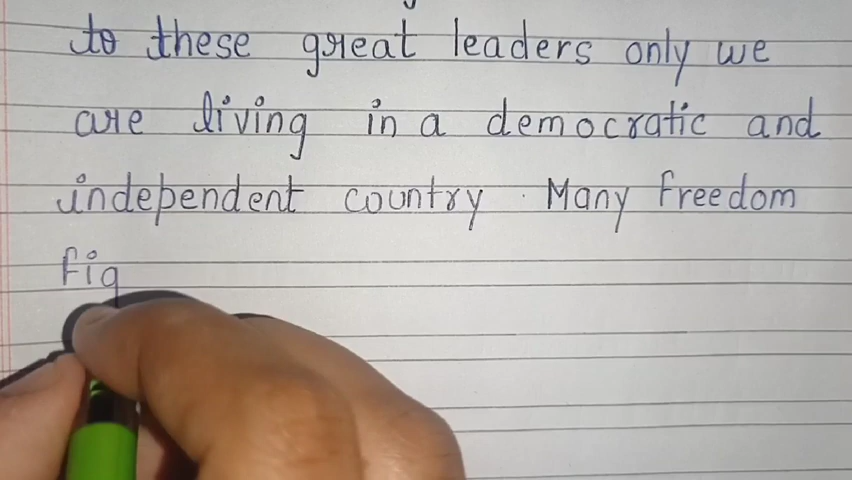 to these great leaders only we
are living in a democratic and
independent country. Many freedom
fig